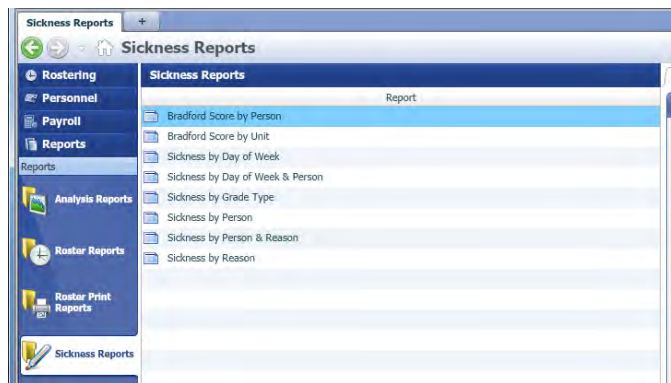 Sickness Reports +
Sickness Reports
Rostering
Personnel
Payroll
Reports
Reports
Analysis Reports
Roster Reports
Roster Print
Reports
Sickness Reports
Sickness Reports
Report
Bradford Score by Person
Bradford Score by Unit
Sickness by Day of Week
Sickness by Day of Week & Person
Sickness by Grade Type
Sickness by Person
Sickness by Person & Reason
Sickness by Reason